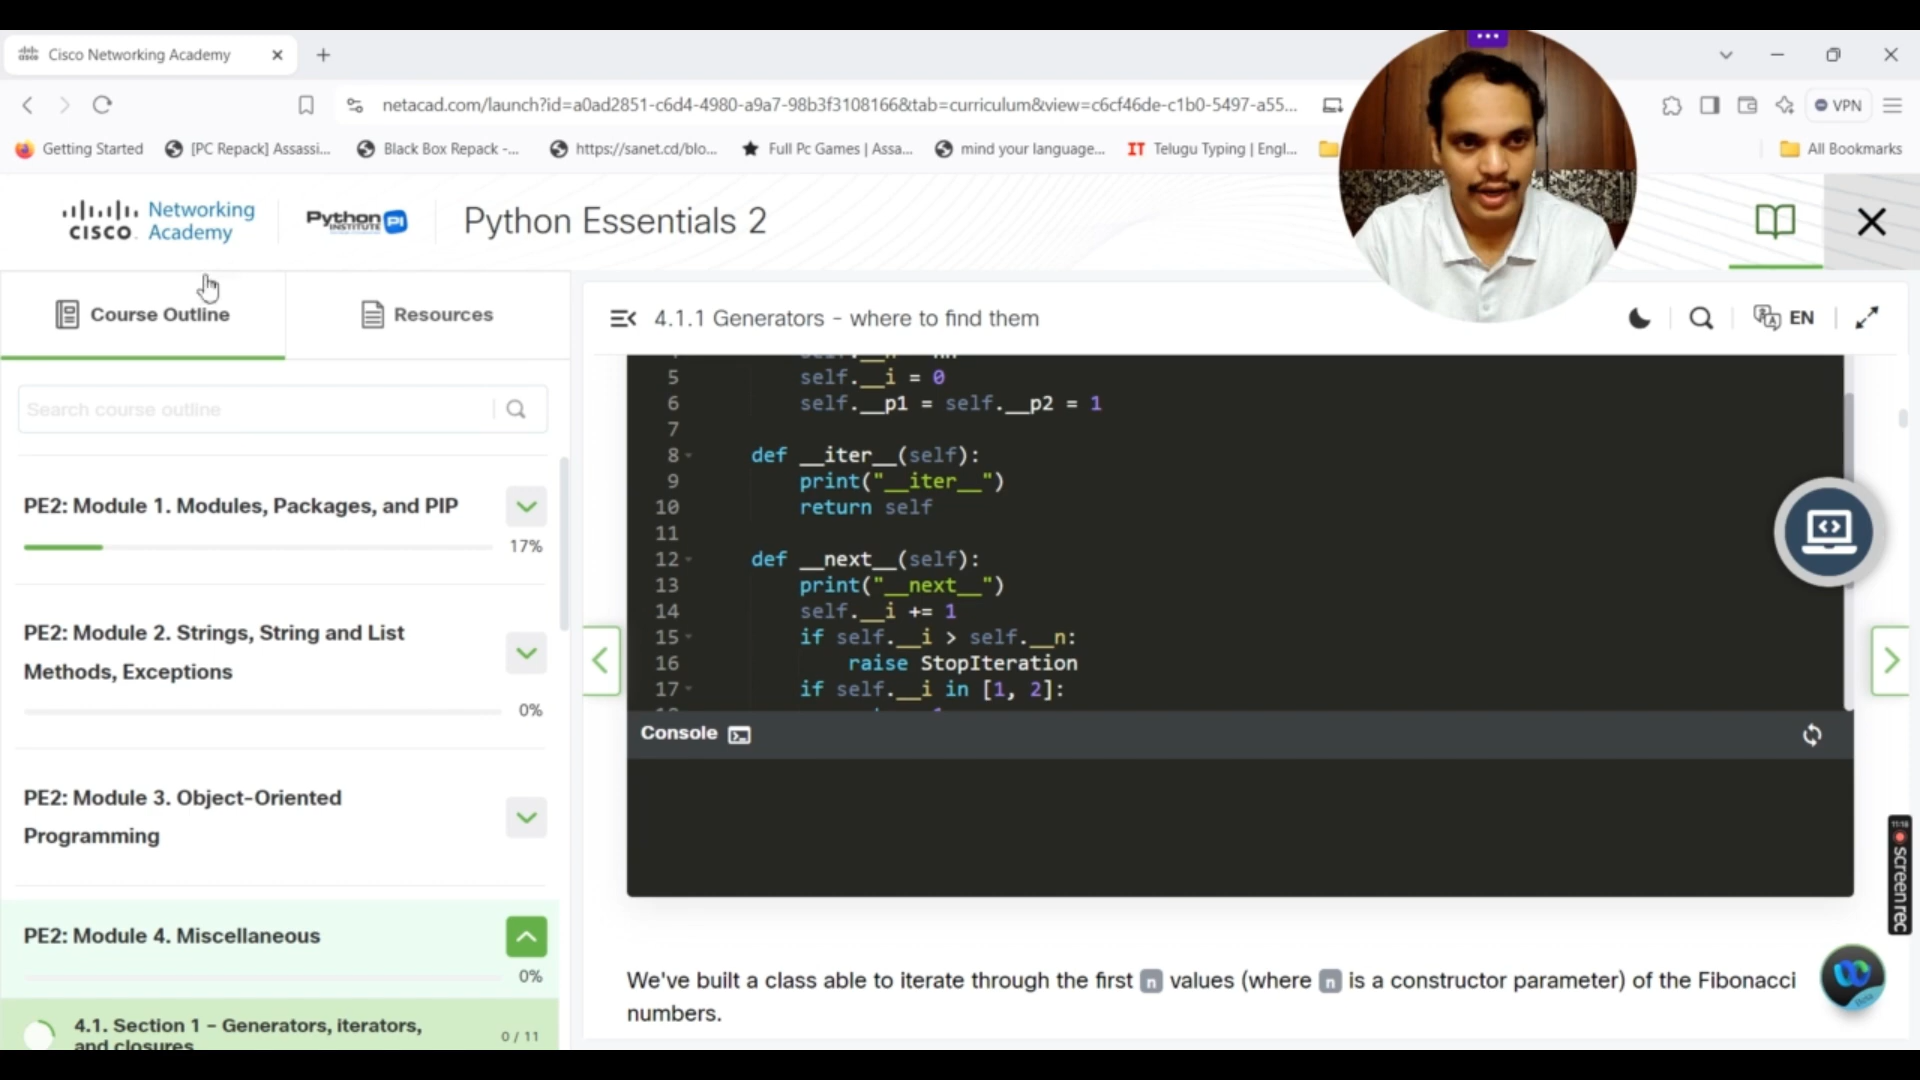 Cisco Networking Academy
netacad.com/launch?id=a0ad2851-c6d4-4980-a9a7-98b3f3108166&tab=curriculum&view=c6cf46de-c1b0-5497-a55...
VPN
Getting Started
[PC Repack] Assassi...
Black Box Repack -...
https://sanet.cd/blo...
Full Pc Games | Assa...
mind your language...
IT Telugu Typing | Engl...
All Bookmarks
CISCO
Networking
Academy
Python
INSTITUTE
PI
Python Essentials 2
Course Outline
Resources
Search course outline
PE2: Module 1. Modules, Packages, and PIP
17%
PE2: Module 2. Strings, String and List
Methods, Exceptions
0%
PE2: Module 3. Object-Oriented
Programming
PE2: Module 4. Miscellaneous
0%
4.1. Section 1 – Generators, iterators,
and closures
0 / 11
4.1.1 Generators - where to find them
EN
5 self.__i = 0
6 self.__p1 = self.__p2 = 1
7
8 def __iter__(self):
9 print("__iter__")
10 return self
11
12 def __next__(self):
13 print("__next__")
14 self.__i += 1
15 if self.__i > self.__n:
16 raise StopIteration
17 if self.__i in [1, 2]:
Console
We've built a class able to iterate through the first n values (where n is a constructor parameter) of the Fibonacci
numbers.
screenrec
Beta